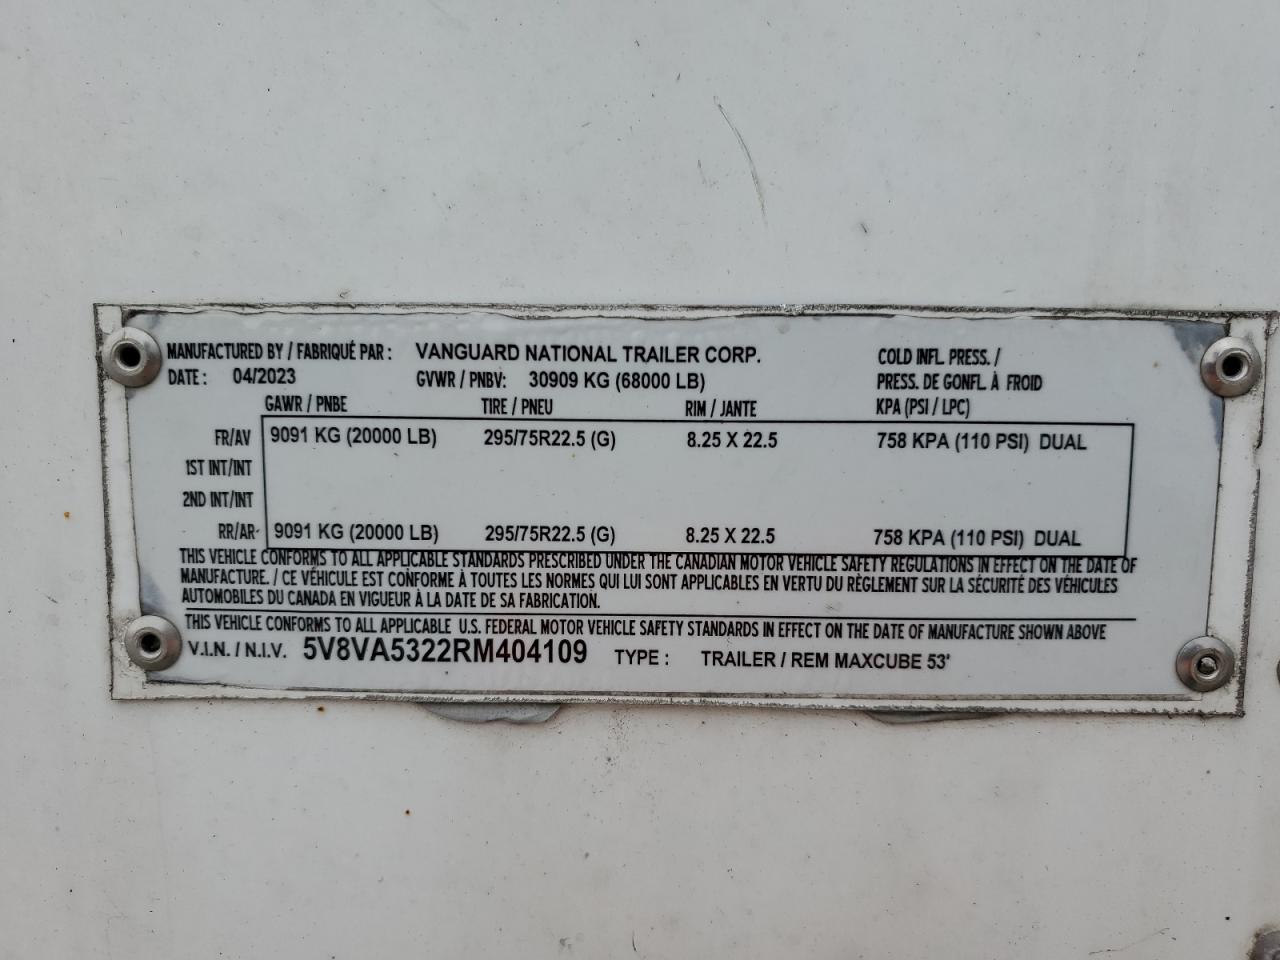 MANUFACTURED BY / FABRIQUÉ PAR : VANGUARD NATIONAL TRAILER CORP. COLD INFL. PRESS. /
DATE : 04/2023 GVWR / PNBV: 30909 KG (68000 LB) PRESS. DE GONFL. À FROID
GAWR / PNBE TIRE / PNEU RIM / JANTE KPA (PSI / LPC)
FR/AV 9091 KG (20000 LB) 295/75R22.5 (G) 8.25 X 22.5 758 KPA (110 PSI) DUAL
1ST INT/INT
2ND INT/INT
RR/AR 9091 KG (20000 LB) 295/75R22.5 (G) 8.25 X 22.5 758 KPA (110 PSI) DUAL
THIS VEHICLE CONFORMS TO ALL APPLICABLE STANDARDS PRESCRIBED UNDER THE CANADIAN MOTOR VEHICLE SAFETY REGULATIONS IN EFFECT ON THE DATE OF
MANUFACTURE. / CE VÉHICULE EST CONFORME À TOUTES LES NORMES QUI LUI SONT APPLICABLES EN VERTU DU RÈGLEMENT SUR LA SÉCURITÉ DES VÉHICULES
AUTOMOBILES DU CANADA EN VIGUEUR À LA DATE DE SA FABRICATION.
THIS VEHICLE CONFORMS TO ALL APPLICABLE U.S. FEDERAL MOTOR VEHICLE SAFETY STANDARDS IN EFFECT ON THE DATE OF MANUFACTURE SHOWN ABOVE
V.I.N. / N.I.V. 5V8VA5322RM404109 TYPE : TRAILER / REM MAXCUBE 53'